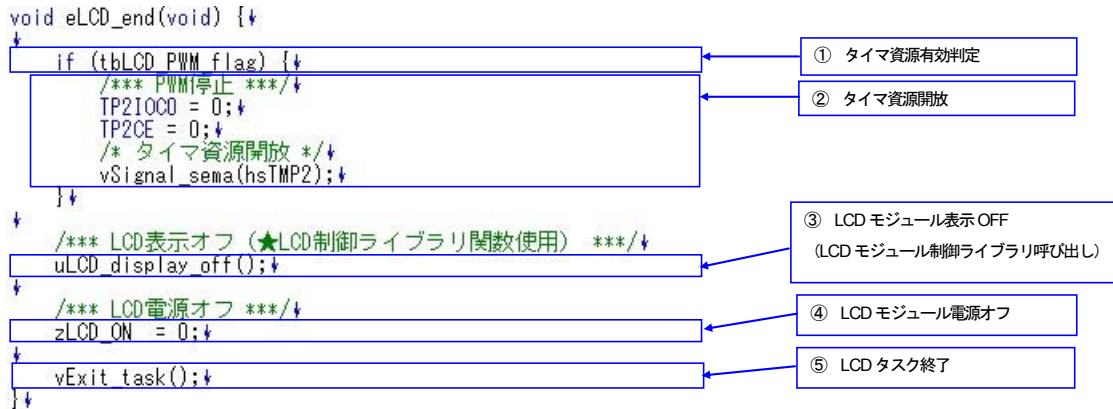 void eLCD_end(void) {↓
↓
if (tbLCD_PWM_flag) {↓
① タイマ資源有効判定
/*** PWM停止 ***/↓
② タイマ資源開放
TP2IOC0 = 0;↓
TP2CE = 0;↓
/* タイマ資源開放 */↓
vSignal_sema(hsTMP2);↓
}↓
↓
/*** LCD表示オフ（★LCD制御ライブラリ関数使用） ***/↓
③ LCD モジュール表示 OFF
（LCD モジュール制御ライブラリ呼び出し）
uLCD_display_off();↓
↓
/*** LCD電源オフ ***/↓
④ LCD モジュール電源オフ
zLCD_ON = 0;↓
↓
⑤ LCD タスク終了
vExit_task();↓
}↓